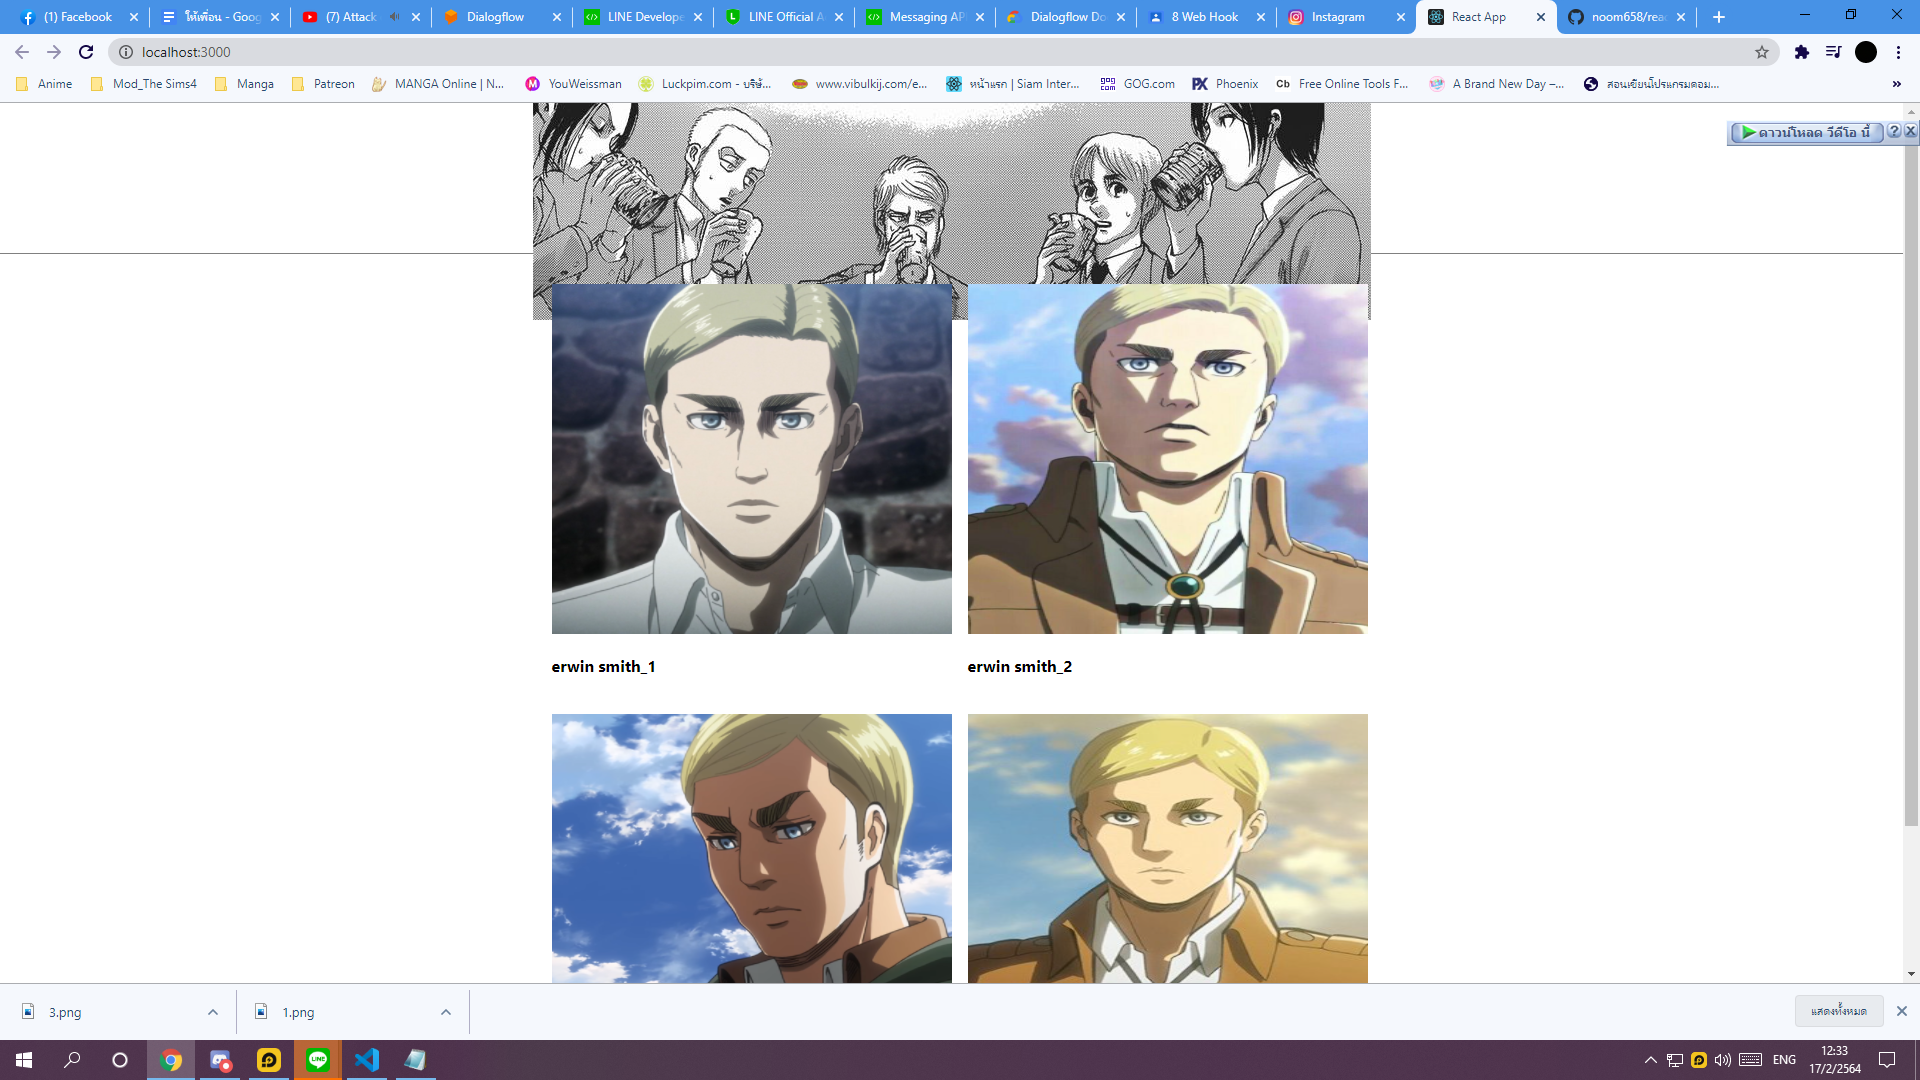 (1) Facebook
ให้เพื่อน - Goog
(7) Attack
Dialogflow
LINE Develope
LINE Official A
Messaging AP
Dialogflow Do
8 Web Hook
Instagram
React App
noom658/reac
localhost:3000
Anime
Mod_The Sims4
Manga
Patreon
MANGA Online | N...
YouWeissman
Luckpim.com - บริษั...
www.vibulkij.com/e...
หน้าแรก | Siam Inter...
GOG.com
Phoenix
Cb Free Online Tools F...
A Brand New Day –...
สอนเขียนโปรแกรมคอม...
»
ดาวน์โหลด วีดีโอ นี้
?
erwin smith_1
erwin smith_2
3.png
1.png
แสดงทั้งหมด
LINE
ENG
12:33
17/2/2564